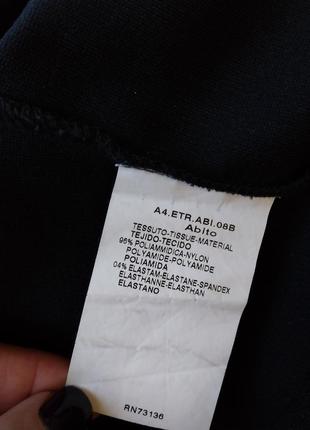 A4.ETR.ABI.08B
Abito
TESSUTO-TISSUE-MATERIAL
TEJIDO-TECIDO
96% POLIAMMIDICA-NYLON
POLYAMIDE-POLYAMIDE
POLIAMIDA
04% ELASTAM-ELASTANE-SPANDEX
ELASTHANNE-ELASTHAN
ELASTANO
RN73136